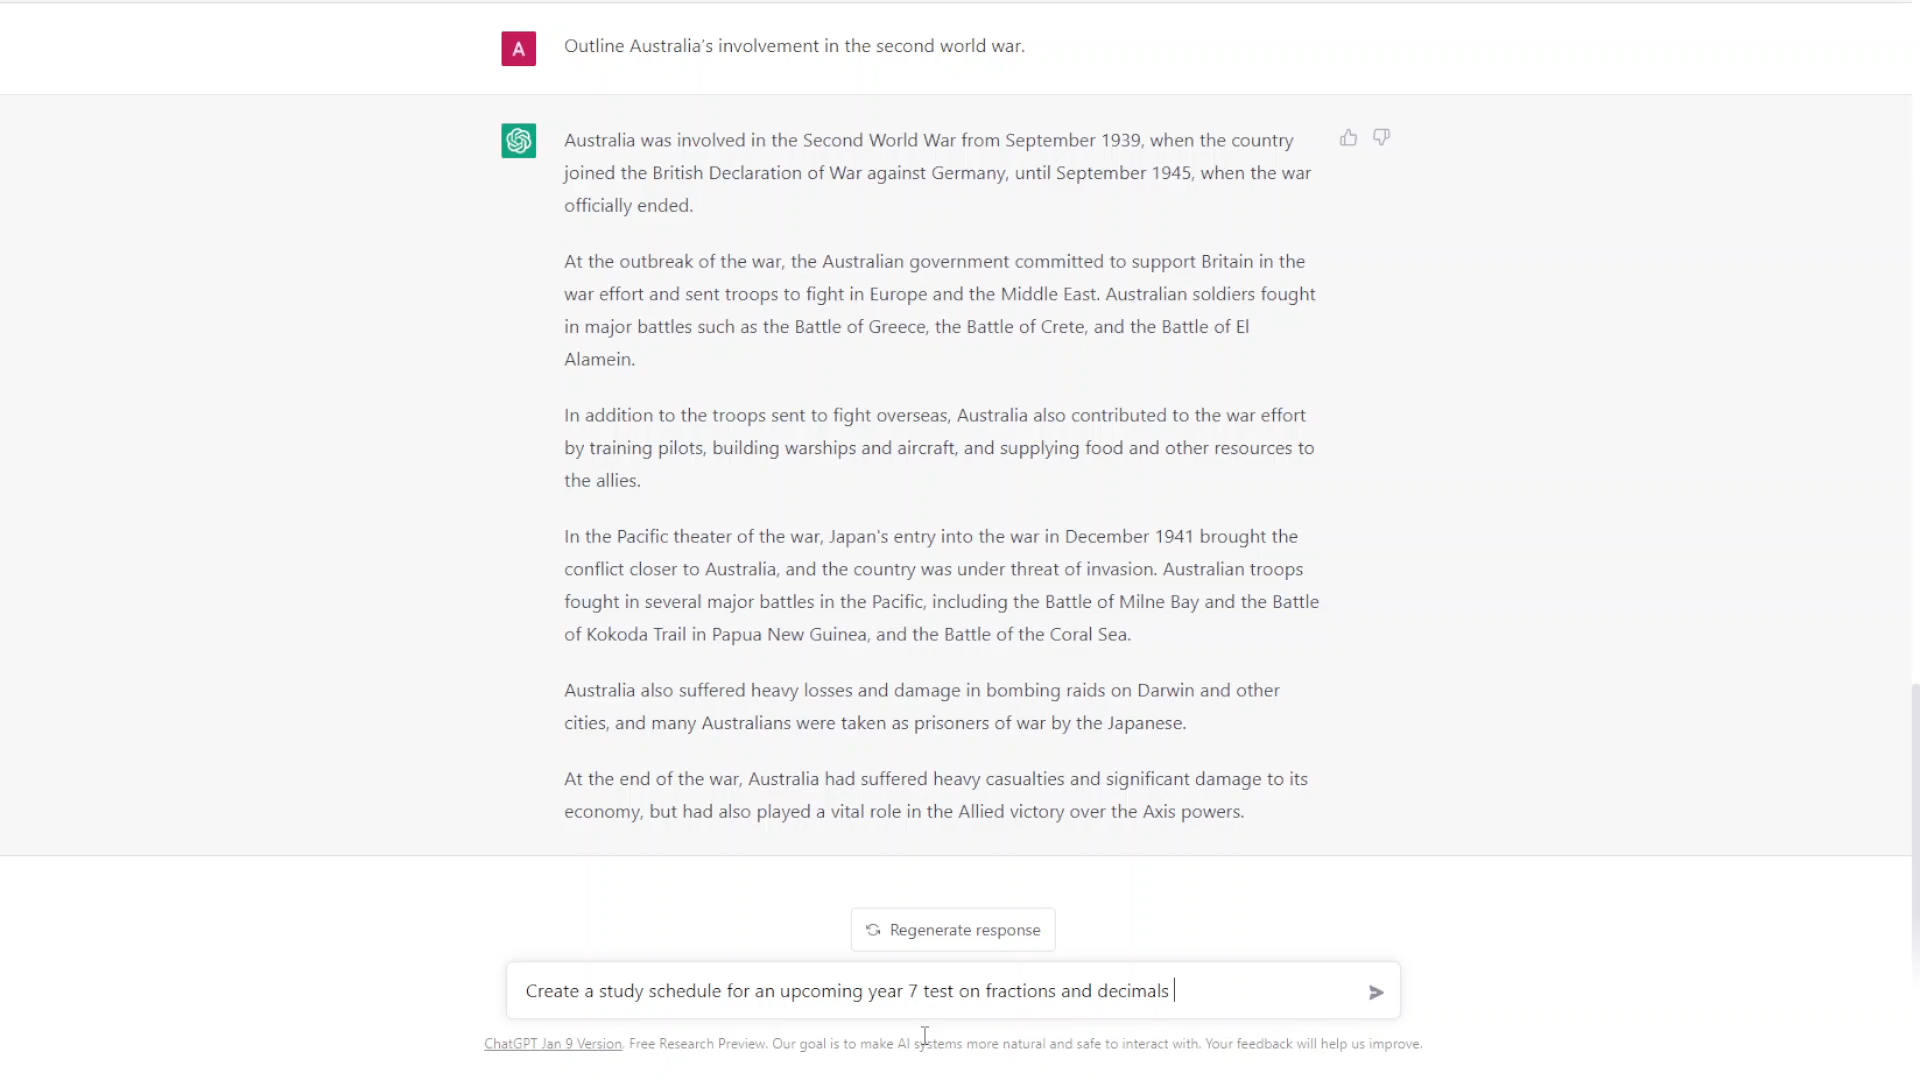 A
Outline Australia's involvement in the second world war.
Australia was involved in the Second World War from September 1939, when the country
joined the British Declaration of War against Germany, until September 1945, when the war
officially ended.
At the outbreak of the war, the Australian government committed to support Britain in the
war effort and sent troops to fight in Europe and the Middle East. Australian soldiers fought
in major battles such as the Battle of Greece, the Battle of Crete, and the Battle of El
Alamein.
In addition to the troops sent to fight overseas, Australia also contributed to the war effort
by training pilots, building warships and aircraft, and supplying food and other resources to
the allies.
In the Pacific theater of the war, Japan's entry into the war in December 1941 brought the
conflict closer to Australia, and the country was under threat of invasion. Australian troops
fought in several major battles in the Pacific, including the Battle of Milne Bay and the Battle
of Kokoda Trail in Papua New Guinea, and the Battle of the Coral Sea.
Australia also suffered heavy losses and damage in bombing raids on Darwin and other
cities, and many Australians were taken as prisoners of war by the Japanese.
At the end of the war, Australia had suffered heavy casualties and significant damage to its
economy, but had also played a vital role in the Allied victory over the Axis powers.
Regenerate response
Create a study schedule for an upcoming year 7 test on fractions and decimals
ChatGPT Jan 9 Version. Free Research Preview. Our goal is to make AI systems more natural and safe to interact with. Your feedback will help us improve.